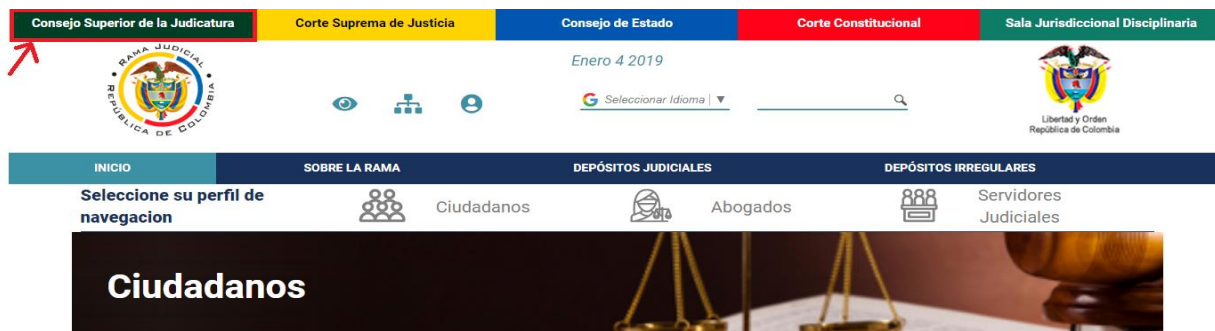 Consejo Superior de la Judicatura
Corte Suprema de Justicia
Consejo de Estado
Corte Constitucional
Sala Jurisdiccional Disciplinaria
RAMA JUDICIAL
REPÚBLICA DE COLOMBIA
Enero 4 2019
G Seleccionar Idioma | ▼
Libertad y Orden
República de Colombia
INICIO
SOBRE LA RAMA
DEPÓSITOS JUDICIALES
DEPÓSITOS IRREGULARES
Seleccione su perfil de
navegacion
Ciudadanos
Abogados
Servidores
Judiciales
Ciudadanos